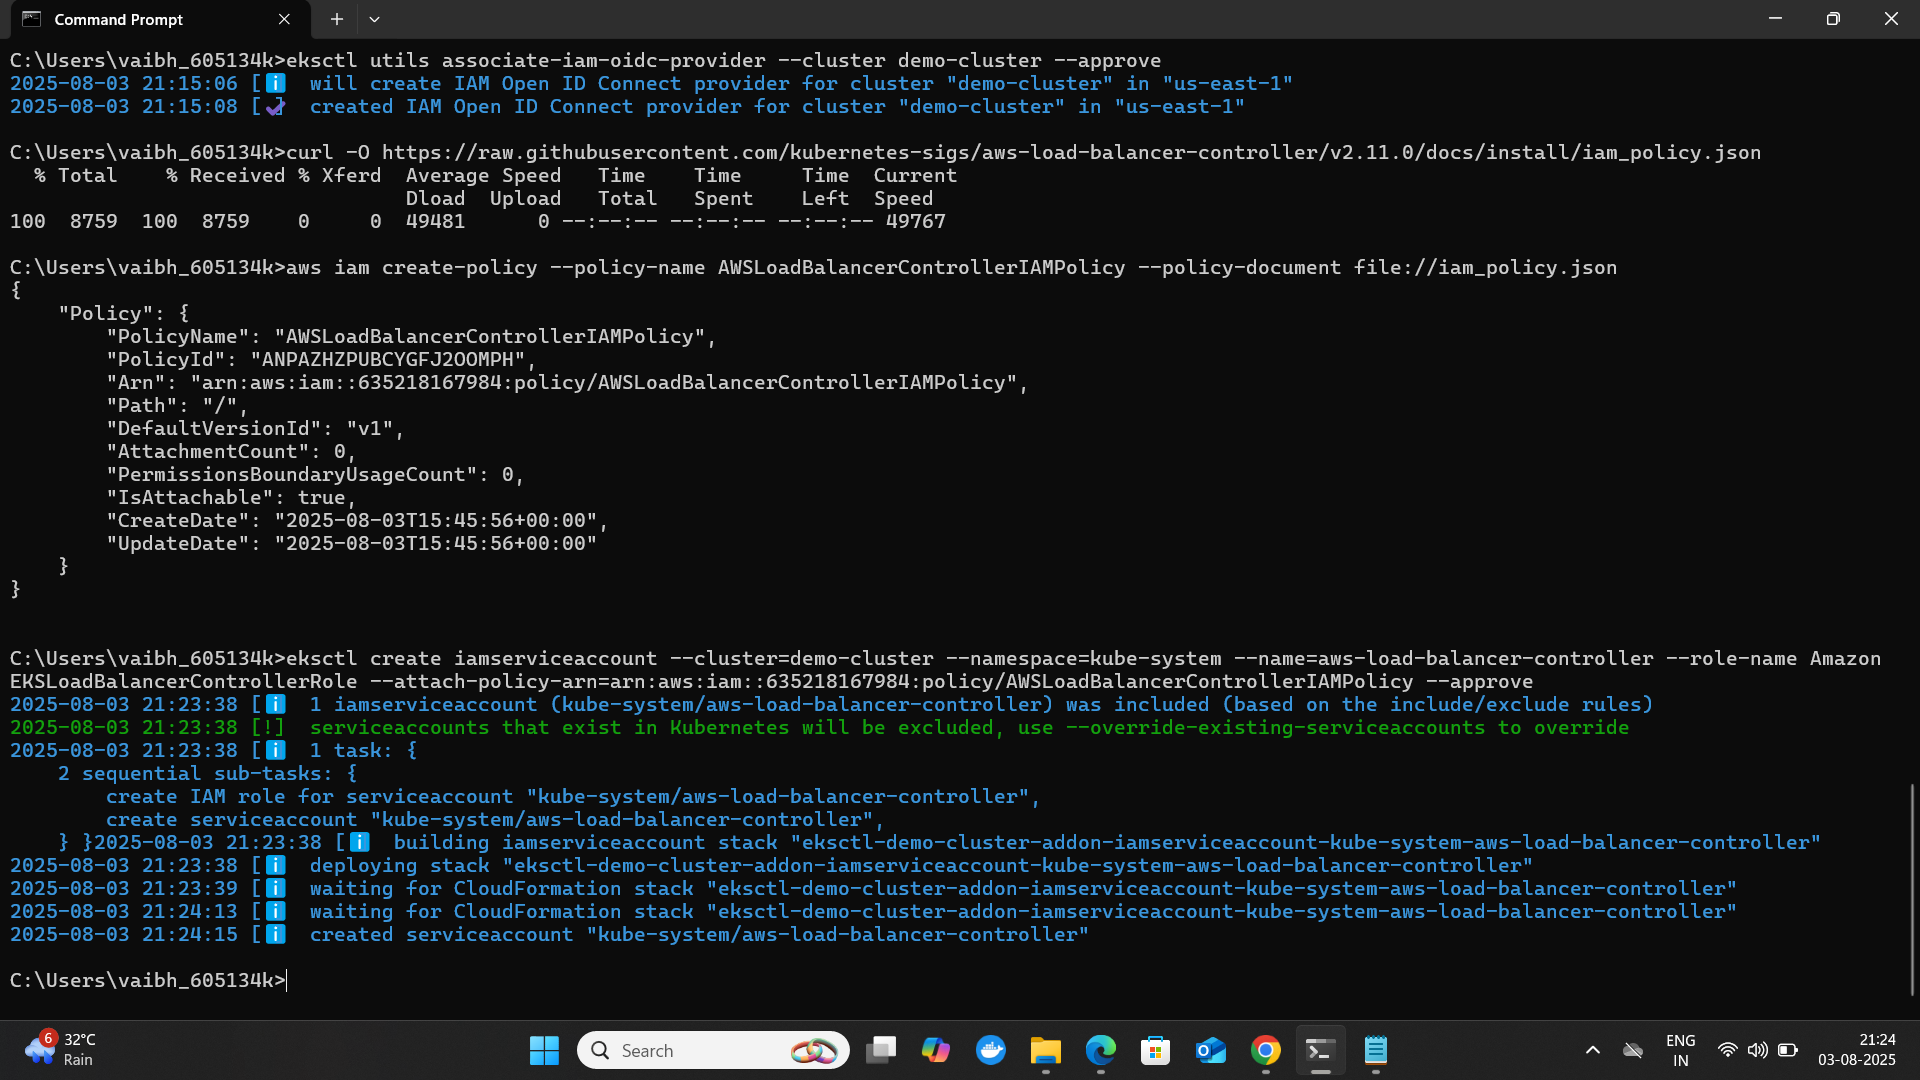 Command Prompt
C:\Users\vaibh_605134k>eksctl utils associate-iam-oidc-provider --cluster demo-cluster --approve
2025-08-03 21:15:06 [ℹ]  will create IAM Open ID Connect provider for cluster "demo-cluster" in "us-east-1"
2025-08-03 21:15:08 [✔]  created IAM Open ID Connect provider for cluster "demo-cluster" in "us-east-1"
C:\Users\vaibh_605134k>curl -O https://raw.githubusercontent.com/kubernetes-sigs/aws-load-balancer-controller/v2.11.0/docs/install/iam_policy.json
  % Total    % Received % Xferd  Average Speed   Time    Time     Time  Current
                                 Dload  Upload   Total   Spent    Left  Speed
100  8759  100  8759    0     0  49481      0 --:--:-- --:--:-- --:--:-- 49767
C:\Users\vaibh_605134k>aws iam create-policy --policy-name AWSLoadBalancerControllerIAMPolicy --policy-document file://iam_policy.json
{
    "Policy": {
        "PolicyName": "AWSLoadBalancerControllerIAMPolicy",
        "PolicyId": "ANPAZHZPUBCYGFJ2OOMPH",
        "Arn": "arn:aws:iam::635218167984:policy/AWSLoadBalancerControllerIAMPolicy",
        "Path": "/",
        "DefaultVersionId": "v1",
        "AttachmentCount": 0,
        "PermissionsBoundaryUsageCount": 0,
        "IsAttachable": true,
        "CreateDate": "2025-08-03T15:45:56+00:00",
        "UpdateDate": "2025-08-03T15:45:56+00:00"
    }
}
C:\Users\vaibh_605134k>eksctl create iamserviceaccount --cluster=demo-cluster --namespace=kube-system --name=aws-load-balancer-controller --role-name Amazon
EKSLoadBalancerControllerRole --attach-policy-arn=arn:aws:iam::635218167984:policy/AWSLoadBalancerControllerIAMPolicy --approve
2025-08-03 21:23:38 [ℹ]  1 iamserviceaccount (kube-system/aws-load-balancer-controller) was included (based on the include/exclude rules)
2025-08-03 21:23:38 [!]  serviceaccounts that exist in Kubernetes will be excluded, use --override-existing-serviceaccounts to override
2025-08-03 21:23:38 [ℹ]  1 task: {
    2 sequential sub-tasks: {
        create IAM role for serviceaccount "kube-system/aws-load-balancer-controller",
        create serviceaccount "kube-system/aws-load-balancer-controller",
    } }2025-08-03 21:23:38 [ℹ]  building iamserviceaccount stack "eksctl-demo-cluster-addon-iamserviceaccount-kube-system-aws-load-balancer-controller"
2025-08-03 21:23:38 [ℹ]  deploying stack "eksctl-demo-cluster-addon-iamserviceaccount-kube-system-aws-load-balancer-controller"
2025-08-03 21:23:39 [ℹ]  waiting for CloudFormation stack "eksctl-demo-cluster-addon-iamserviceaccount-kube-system-aws-load-balancer-controller"
2025-08-03 21:24:13 [ℹ]  waiting for CloudFormation stack "eksctl-demo-cluster-addon-iamserviceaccount-kube-system-aws-load-balancer-controller"
2025-08-03 21:24:15 [ℹ]  created serviceaccount "kube-system/aws-load-balancer-controller"
C:\Users\vaibh_605134k>
6
32°C
Rain
Search
ENG
IN
21:24
03-08-2025